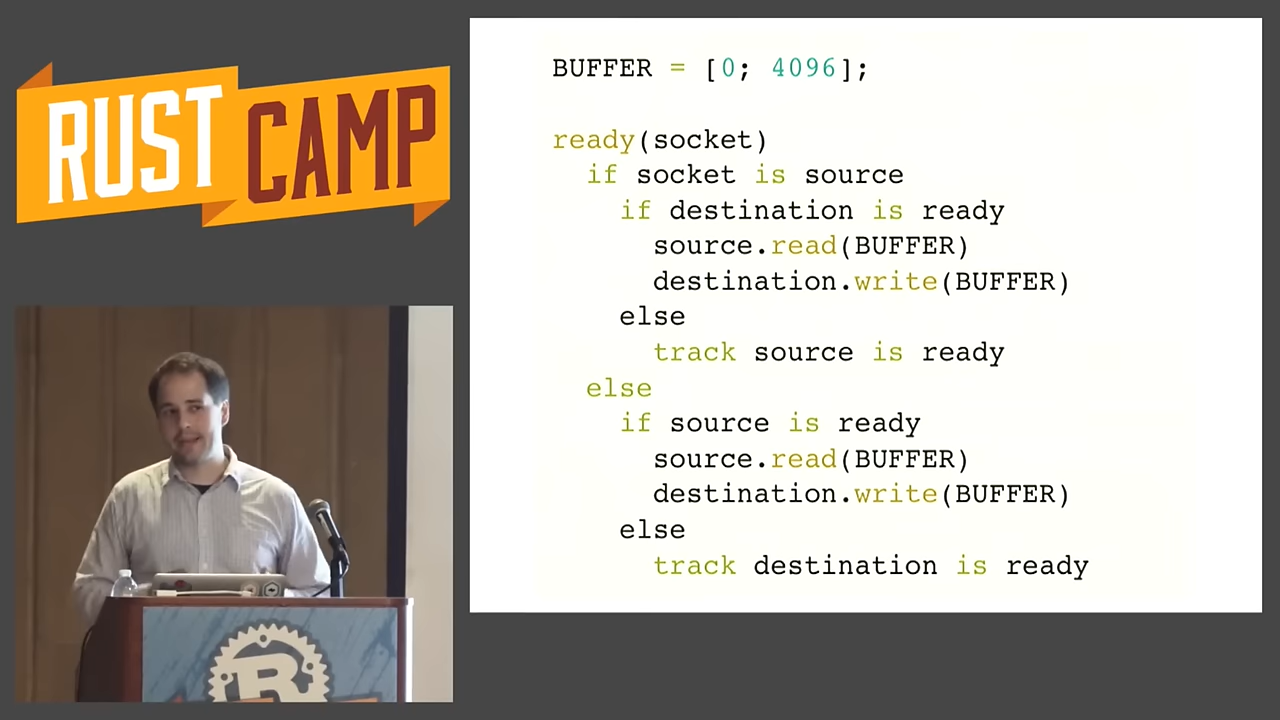 RUST CAMP
BUFFER = [0; 4096];
ready(socket)
if socket is source
if destination is ready
source.read(BUFFER)
destination.write(BUFFER)
else
track source is ready
else
if source is ready
source.read(BUFFER)
destination.write(BUFFER)
else
track destination is ready
R